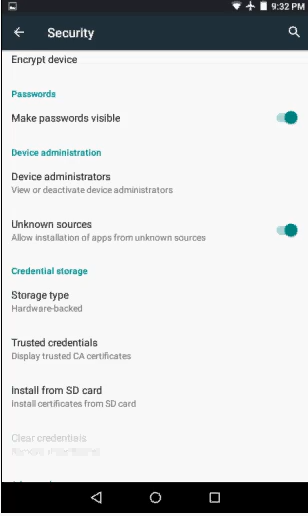 9:32 PM
Security
Encrypt device
Passwords
Make passwords visible
Device administration
Device administrators
View or deactivate device administrators
Unknown sources
Allow installation of apps from unknown sources
Credential storage
Storage type
Hardware-backed
Trusted credentials
Display trusted CA certificates
Install from SD card
Install certificates from SD card
Clear credentials